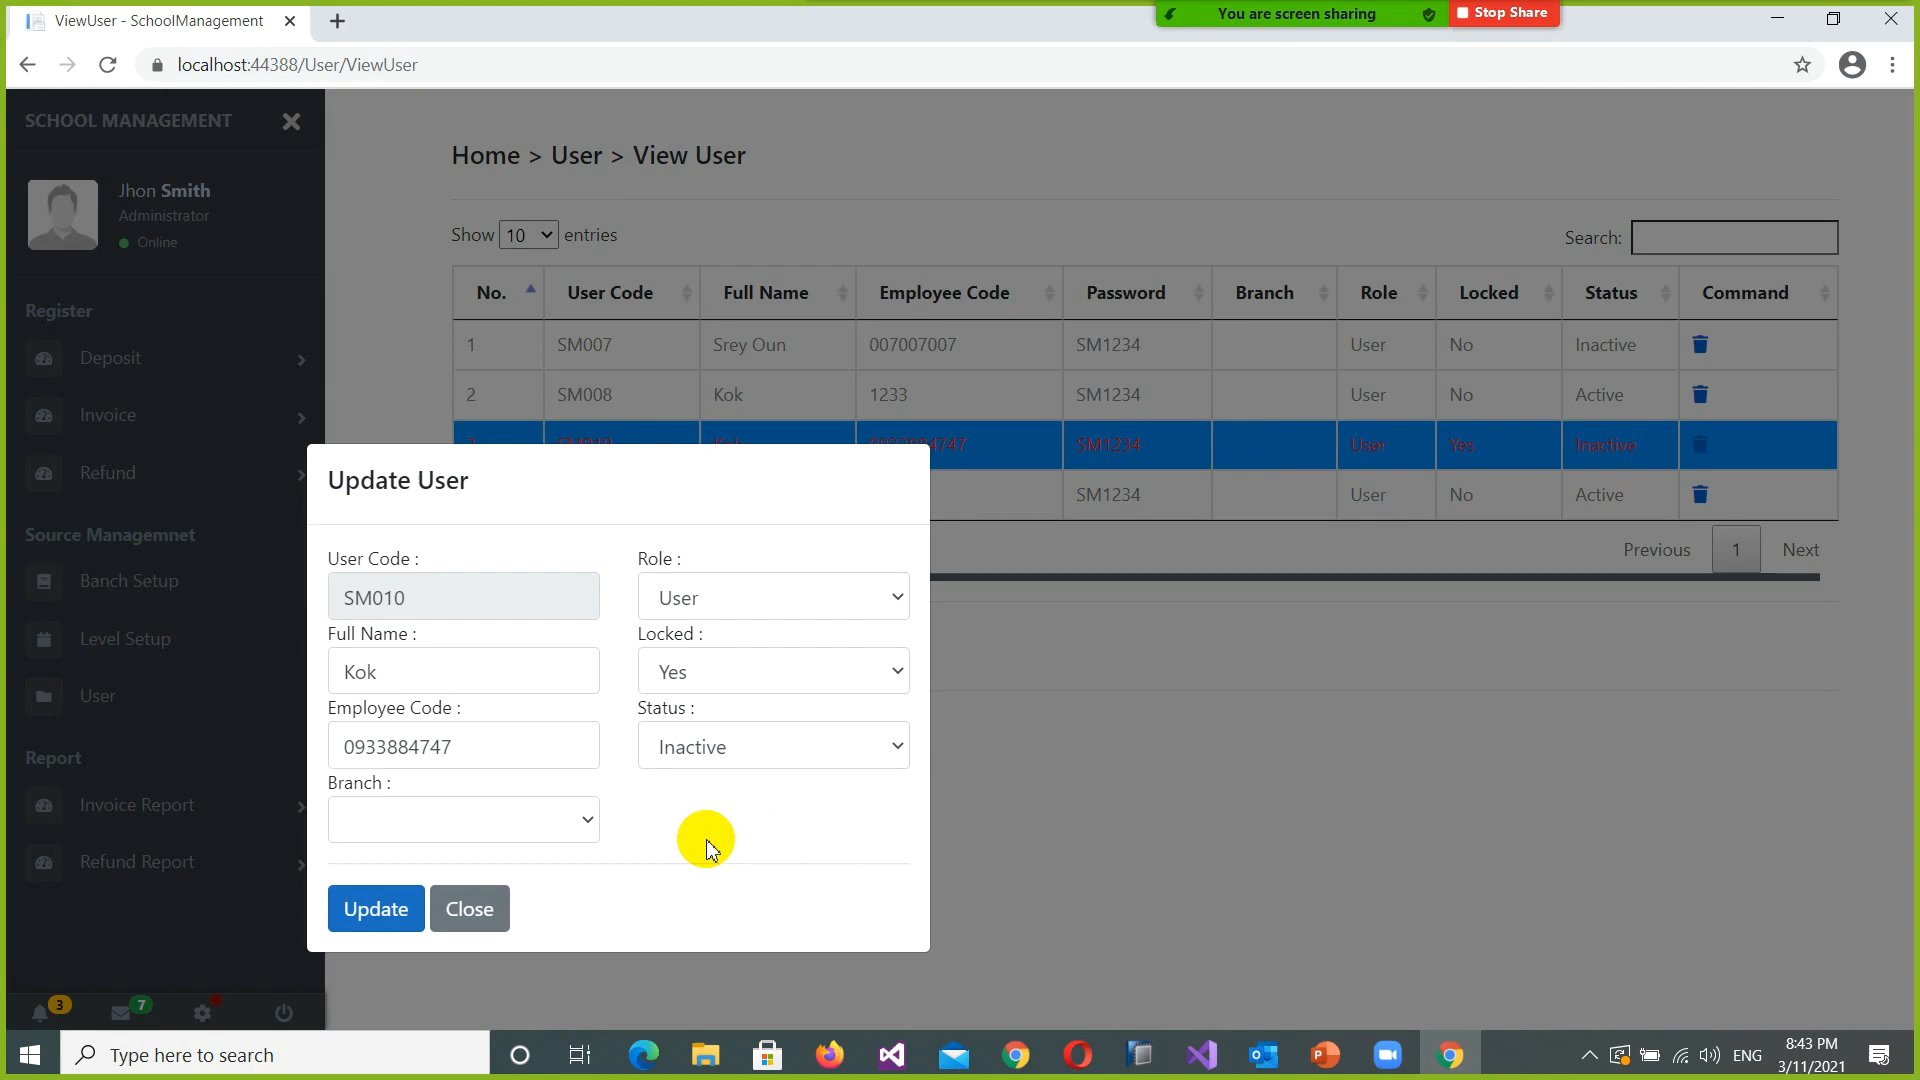 ViewUser - SchoolManagement
You are screen sharing
Stop Share
localhost:44388/User/ViewUser
SCHOOL MANAGEMENT
Jhon Smith
Administrator
Online
Register
Deposit
Invoice
Refund
Source Managemnet
Banch Setup
Level Setup
User
Report
Invoice Report
Refund Report
3
7
Home > User > View User
Show 10 entries
Search:
No. User Code Full Name Employee Code Password Branch Role Locked Status Command
1 SM007 Srey Oun 007007007 SM1234 User No Inactive
2 SM008 Kok 1233 SM1234 User No Active
SM1234 User Yes Inactive
SM1234 User No Active
Previous 1 Next
Update User
User Code :
SM010
Full Name :
Kok
Employee Code :
0933884747
Branch :
Role :
User
Locked :
Yes
Status :
Inactive
Update Close
Type here to search
ENG
8:43 PM
3/11/2021